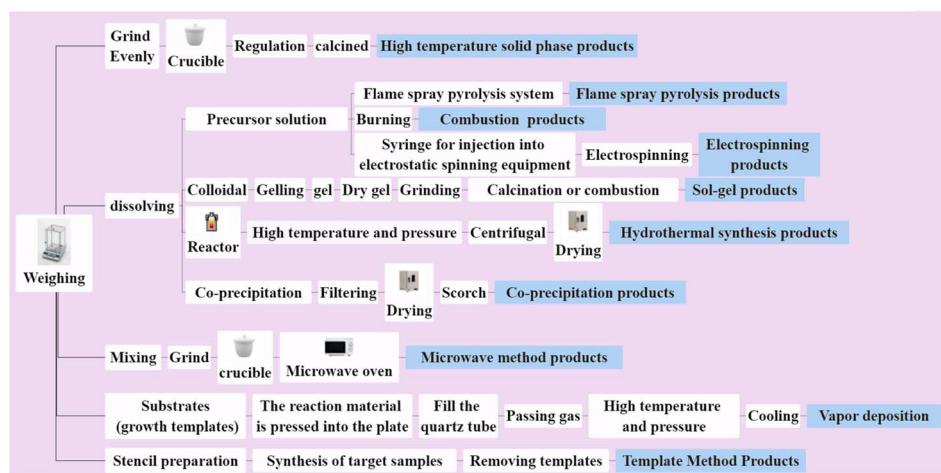 Grind
Evenly
Crucible
Regulation
calcined
High temperature solid phase products
Flame spray pyrolysis system
Flame spray pyrolysis products
Precursor solution
Burning
Combustion products
Syringe for injection into
electrostatic spinning equipment
Electrospinning
Electrospinning
products
dissolving
Colloidal
Gelling
gel
Dry gel
Grinding
Calcination or combustion
Sol-gel products
Reactor
High temperature and pressure
Centrifugal
Drying
Hydrothermal synthesis products
Weighing
Co-precipitation
Filtering
Drying
Scorch
Co-precipitation products
Mixing
Grind
crucible
Microwave oven
Microwave method products
Substrates
(growth templates)
The reaction material
is pressed into the plate
Fill the
quartz tube
Passing gas
High temperature
and pressure
Cooling
Vapor deposition
Stencil preparation
Synthesis of target samples
Removing templates
Template Method Products